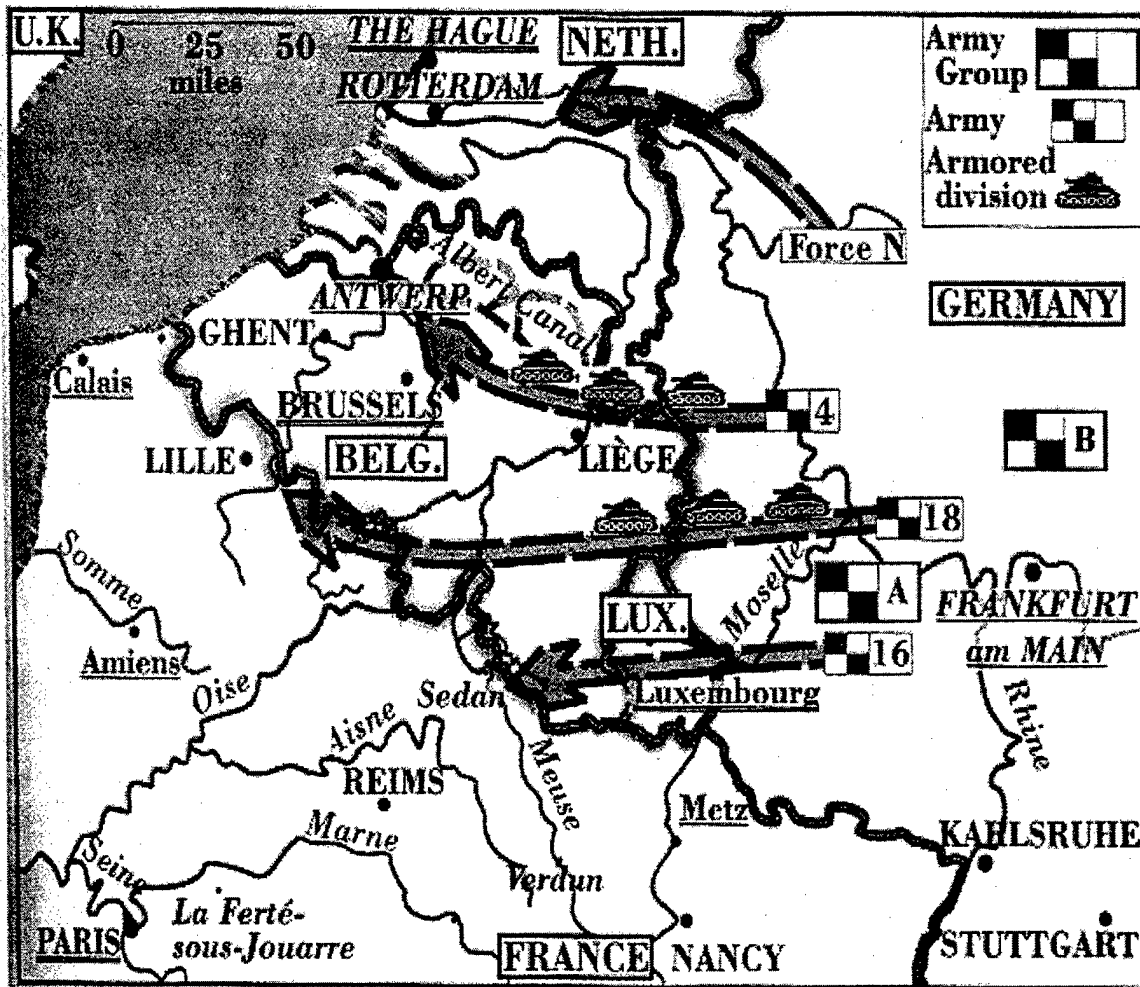 U.K.
0 25 50
miles
THE HAGUE
NETH.
ROTTERDAM
Army
Group
Army
Armored
division
Force N
GERMANY
Albert Canal
ANTWERP
GHENT
Calais
BRUSSELS
4
B
LILLE
BELG.
LIÈGE
18
Somme
Moselle
A
LUX.
FRANKFURT
am MAIN
Amiens
16
Oise
Sedan
Luxembourg
Rhine
Aisne
REIMS
Meuse
Metz
Marne
KARLSRUHE
Seine
Verdun
La Ferté-
sous-Jouarre
PARIS
FRANCE
NANCY
STUTTGART